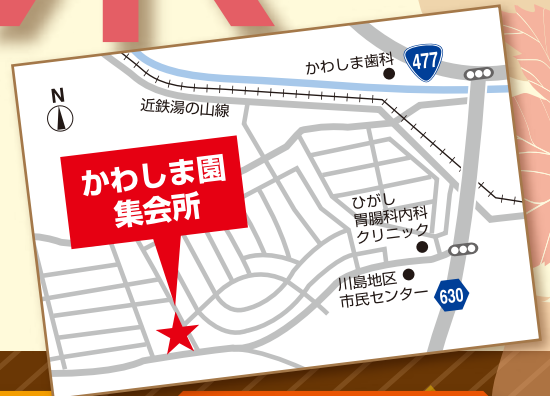 かわしま歯科
477
N
近鉄湯の山線
かわしま園
集会所
ひがし
胃腸科内科
クリニック
川島地区
市民センター
630